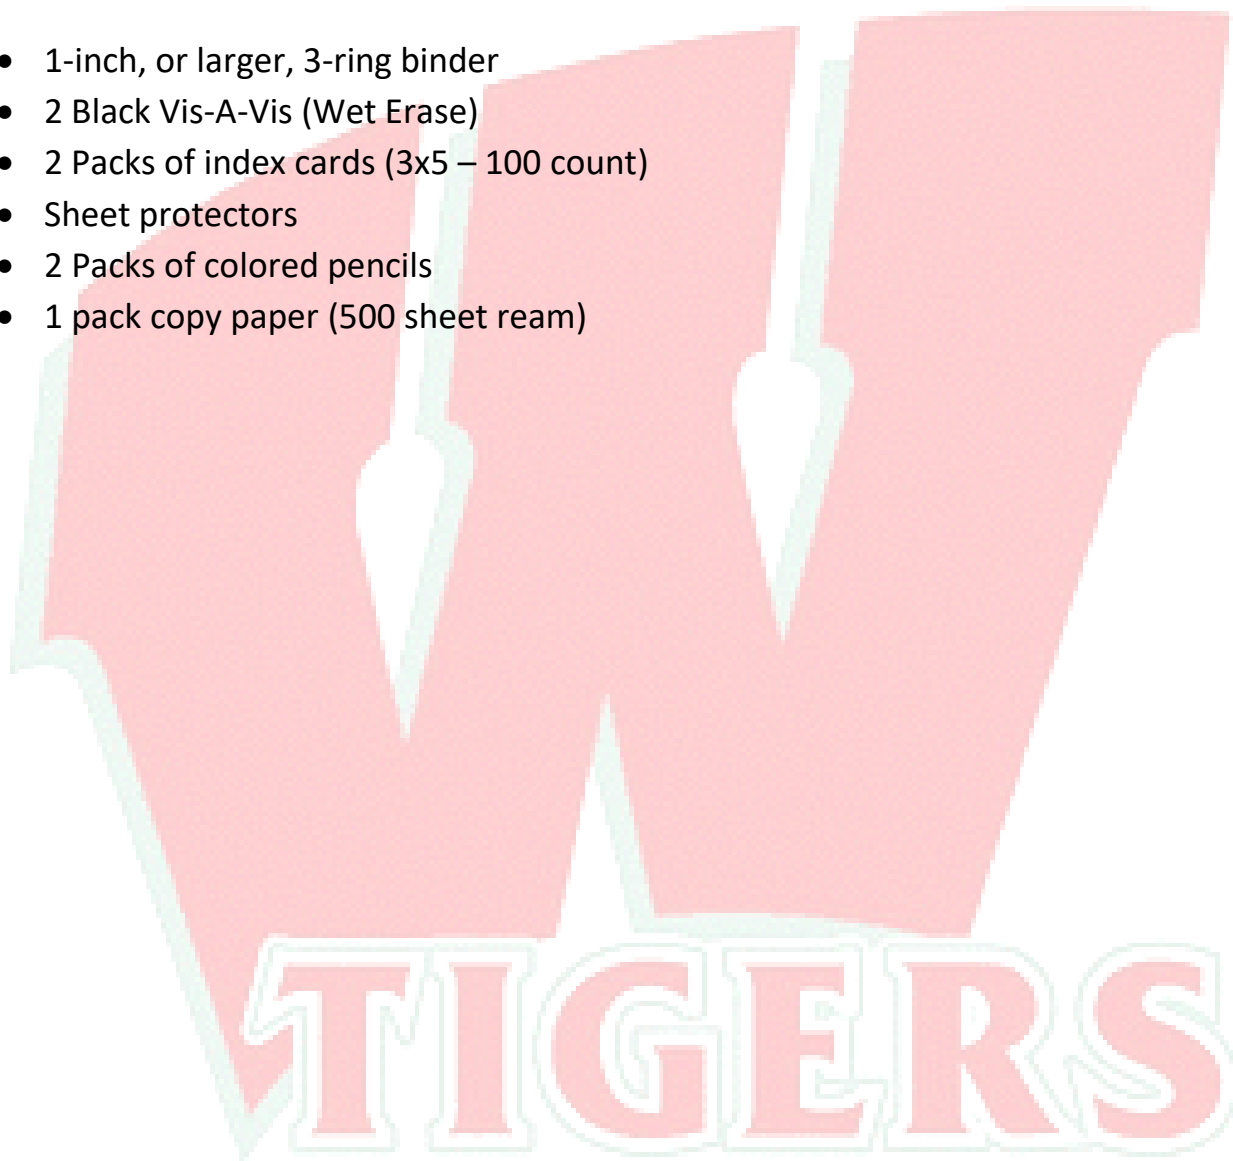 • 1-inch, or larger, 3-ring binder
• 2 Black Vis-A-Vis (Wet Erase)
• 2 Packs of index cards (3x5 – 100 count)
• Sheet protectors
• 2 Packs of colored pencils
• 1 pack copy paper (500 sheet ream)
W
TIGERS